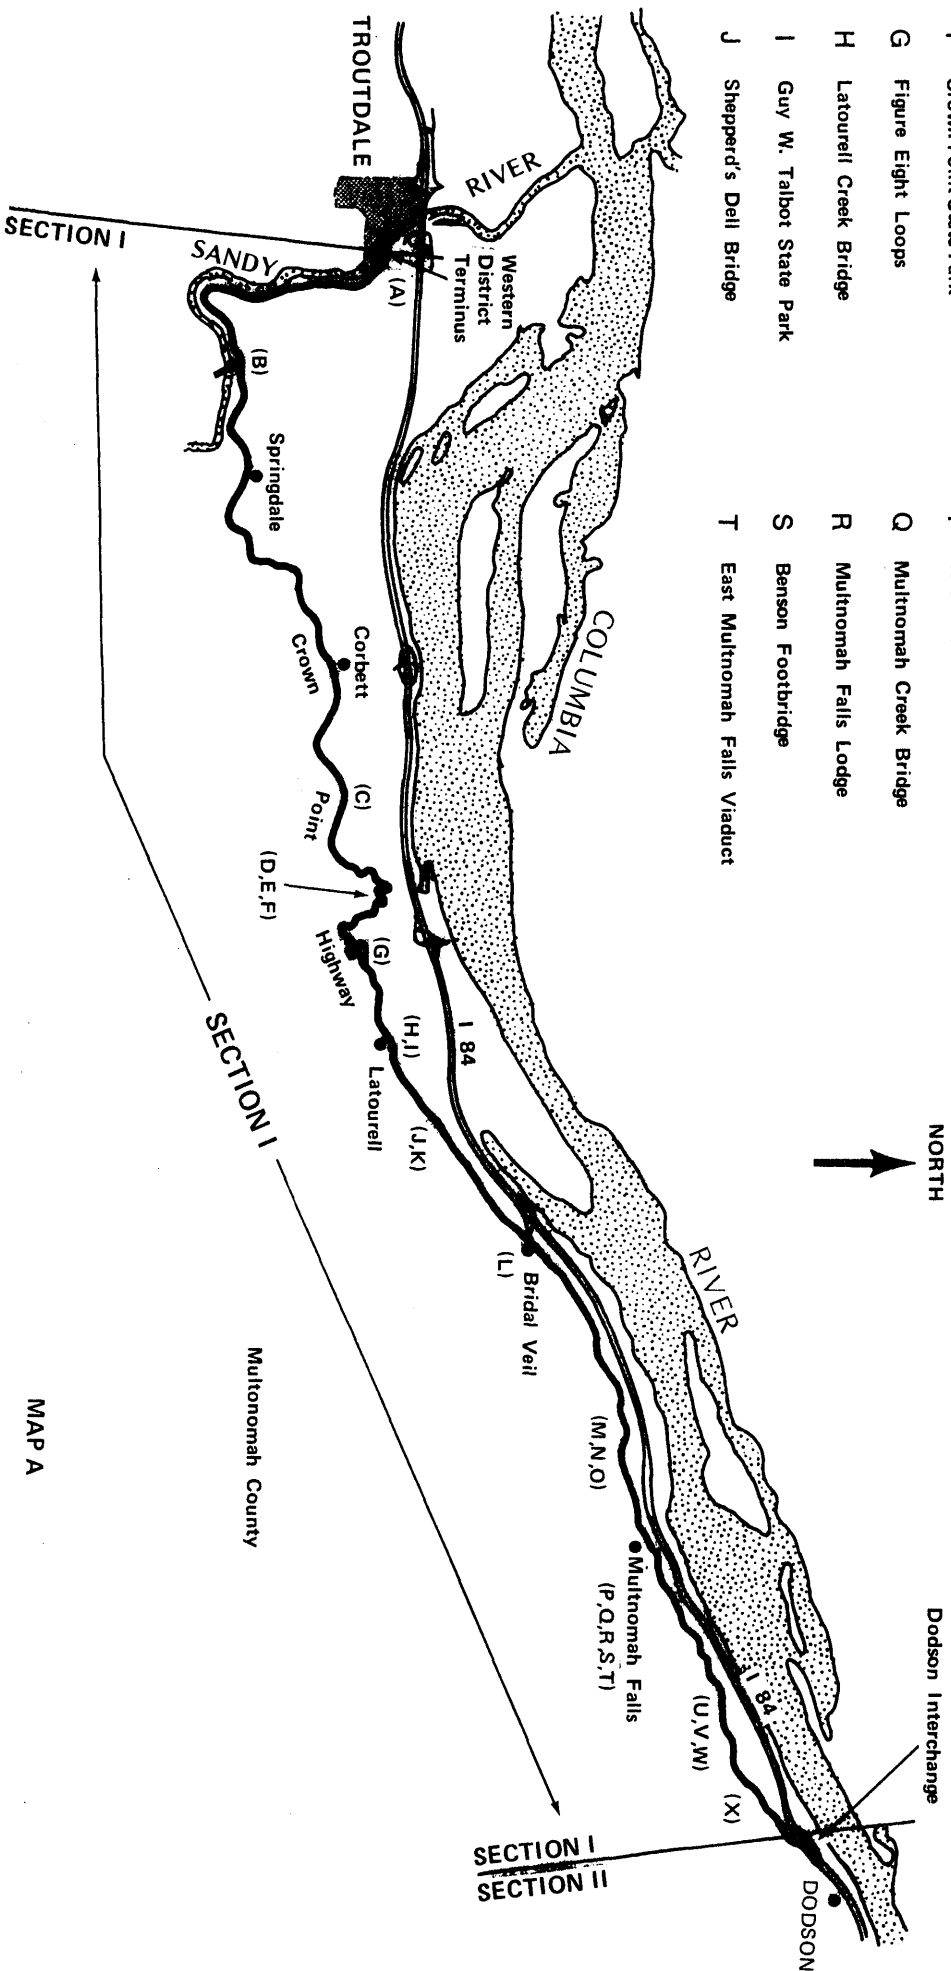 G Figure Eight Loops
H Latourell Creek Bridge
I Guy W. Talbot State Park
J Shepperd's Dell Bridge
Q Multnomah Creek Bridge
R Multnomah Falls Lodge
S Benson Footbridge
T East Multnomah Falls Viaduct
NORTH
Dodson Interchange
COLUMBIA
RIVER
RIVER
SANDY
TROUTDALE
Western
District
Terminus
(A)
(B)
Springdale
Corbett
Crown
Point
Highway
(C)
(D,E,F)
(G)
(H,I)
Latourell
I 84
(J,K)
(L)
Bridal Veil
(M,N,O)
Multnomah Falls
(P,Q,R,S,T)
I 84
(U,V,W)
(X)
DODSON
SECTION I
SECTION I
SECTION I
SECTION II
Multonomah County
MAP A